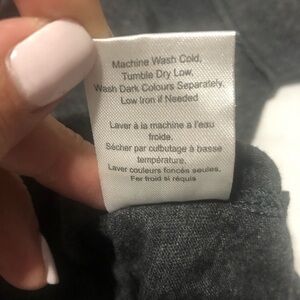 Machine Wash Cold,
Tumble Dry Low,
Wash Dark Colours Separately,
Low Iron if Needed
Laver à la machine a l'eau
froide.
Sécher par culbutage à basse
température.
Laver couleurs foncés seules,
Fer froid si réquis